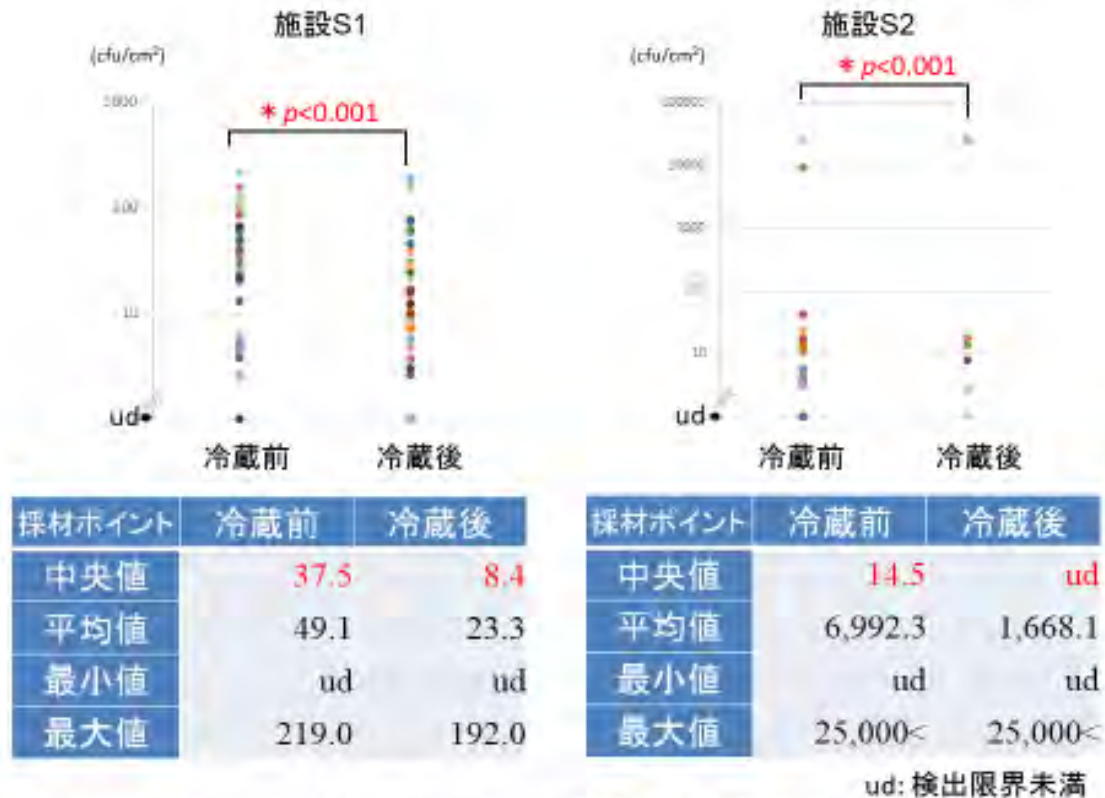 施設S1
(cfu/cm²)
1000
* p<0.001
100
10
ud
冷蔵前 冷蔵後
採材ポイント 冷蔵前 冷蔵後
中央値 37.5 8.4
平均値 49.1 23.3
最小値 ud ud
最大値 219.0 192.0
施設S2
(cfu/cm²)
* p<0.001
100000
10000
1000
10
ud
冷蔵前 冷蔵後
採材ポイント 冷蔵前 冷蔵後
中央値 14.5 ud
平均値 6,992.3 1,668.1
最小値 ud ud
最大値 25,000< 25,000<
ud: 検出限界未満